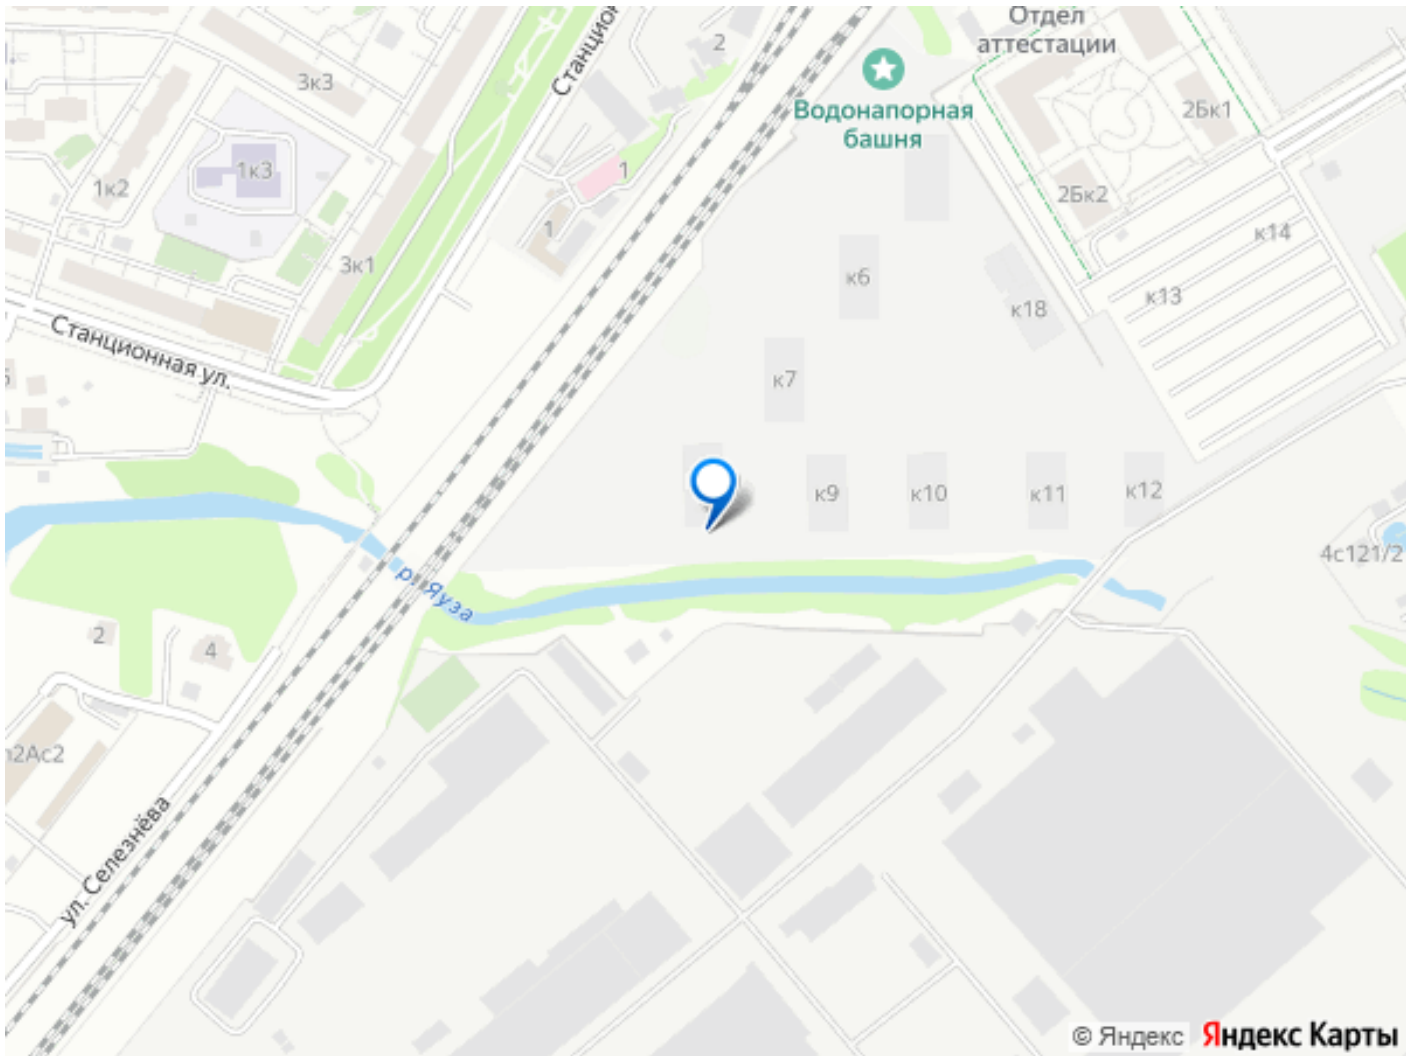 Отдел
аттестации
Станцион
2
3к3
Водонапорная
башня
2Бк1
1к3
1
1к2
2Бк2
1
к14
3к1
к6
к13
к18
Станционная ул.
к7
к9
к10
к11
к12
4с121/2
р. Яуза
2
4
2Ас2
ул. Селезнёва
© Яндекс
Яндекс Карты